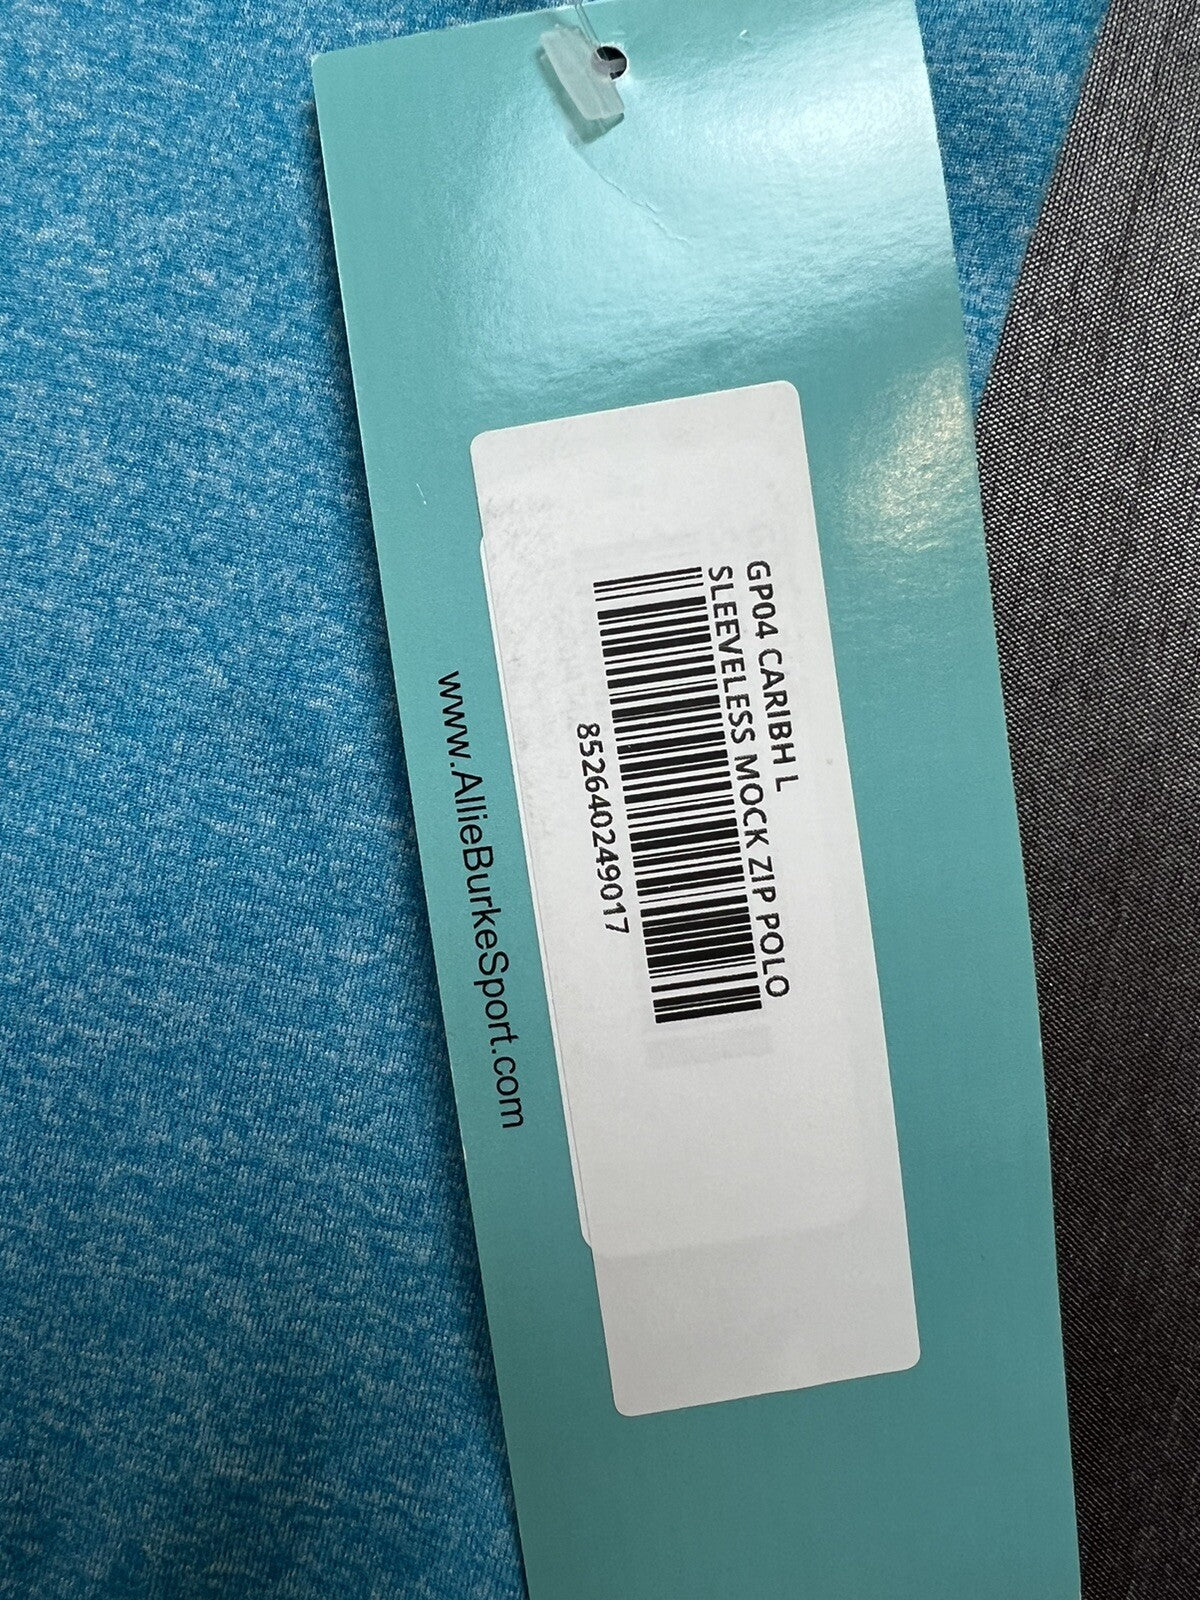 GP04 CARIBH L
SLEEVELESS MOCK ZIP POLO
852640249017
www.AllieBurkeSport.com